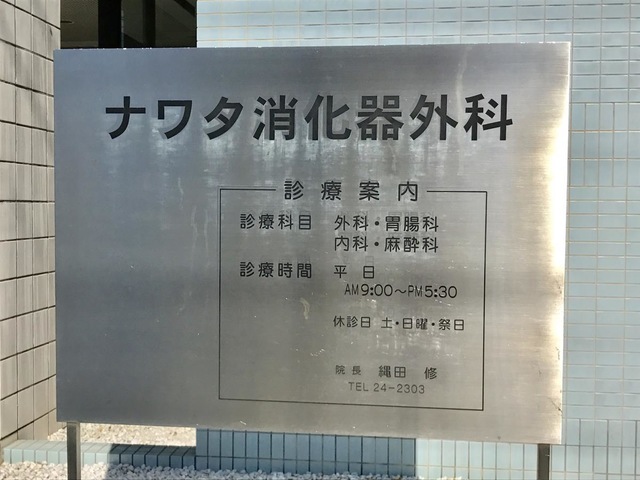 ナワタ消化器外科
診療案内
診療科目 外科・胃腸科
内科・麻酔科
診療時間 平日
AM9:00〜PM5:30
休診日 土・日曜・祭日
院長 縄田 修
TEL 24-2303